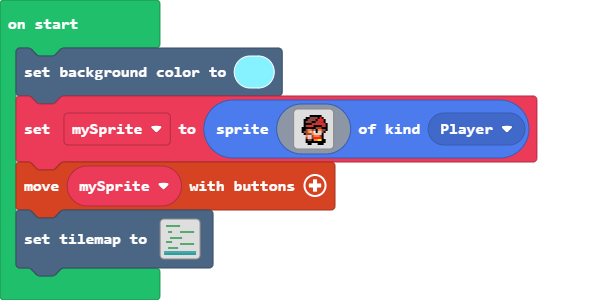 on start
set background color to
set mySprite to sprite of kind Player
move mySprite with buttons
set tilemap to